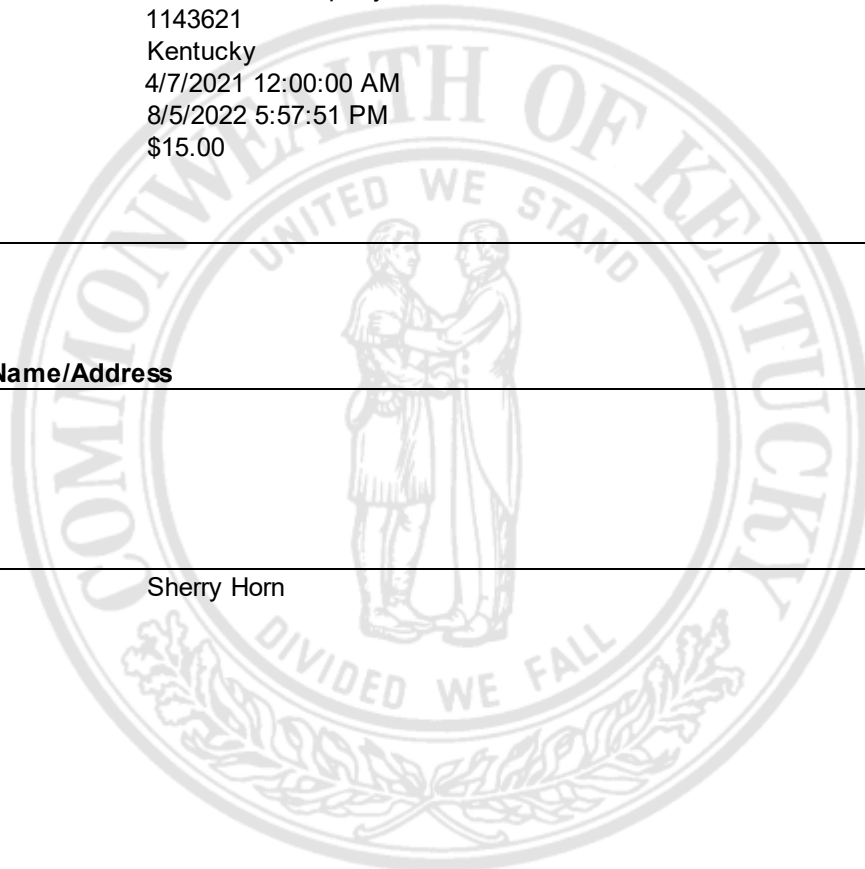 1143621
Kentucky
4/7/2021 12:00:00 AM
8/5/2022 5:57:51 PM
$15.00
COMMONWEALTH OF KENTUCKY
UNITED WE STAND
Name/Address
Sherry Horn
DIVIDED WE FALL